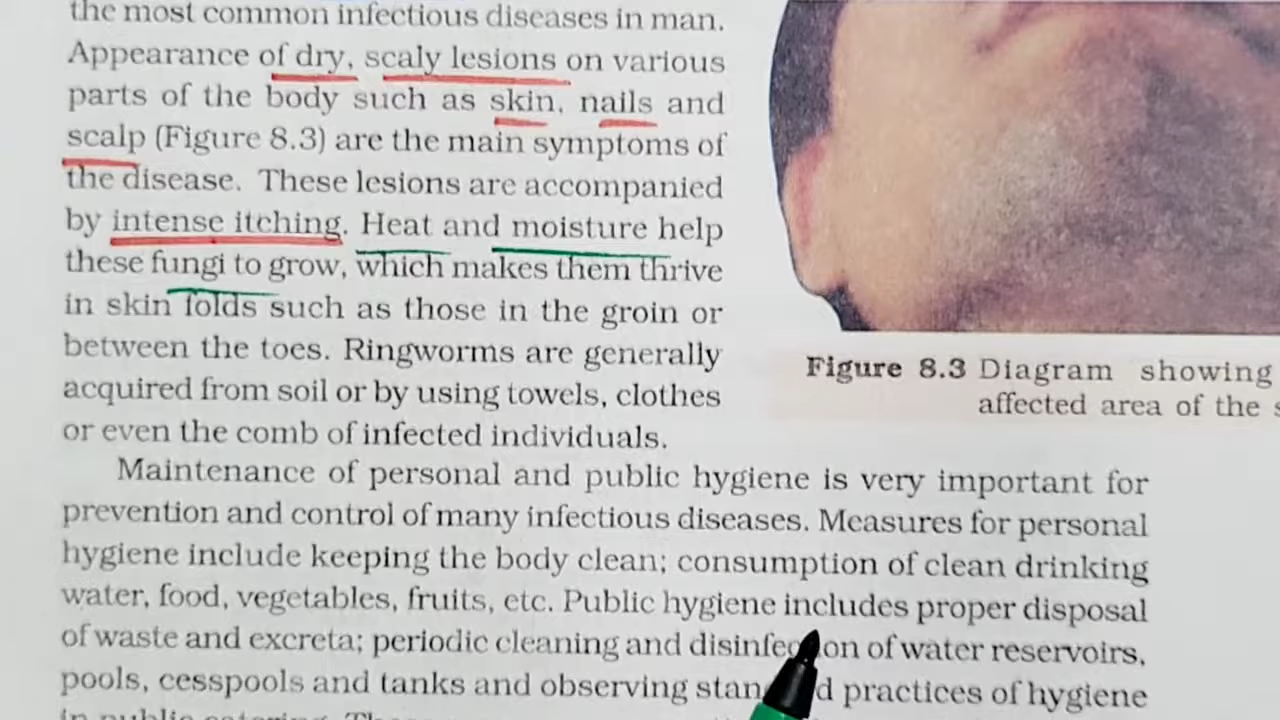 the most common infectious diseases in man.
Appearance of dry, scaly lesions on various
parts of the body such as skin, nails and
scalp (Figure 8.3) are the main symptoms of
the disease. These lesions are accompanied
by intense itching. Heat and moisture help
these fungi to grow, which makes them thrive
in skin folds such as those in the groin or
between the toes. Ringworms are generally
acquired from soil or by using towels, clothes
or even the comb of infected individuals.
Figure 8.3 Diagram showing
affected area of the s
Maintenance of personal and public hygiene is very important for
prevention and control of many infectious diseases. Measures for personal
hygiene include keeping the body clean; consumption of clean drinking
water, food, vegetables, fruits, etc. Public hygiene includes proper disposal
of waste and excreta; periodic cleaning and disinfection of water reservoirs,
pools, cesspools and tanks and observing standard practices of hygiene
in public catering.